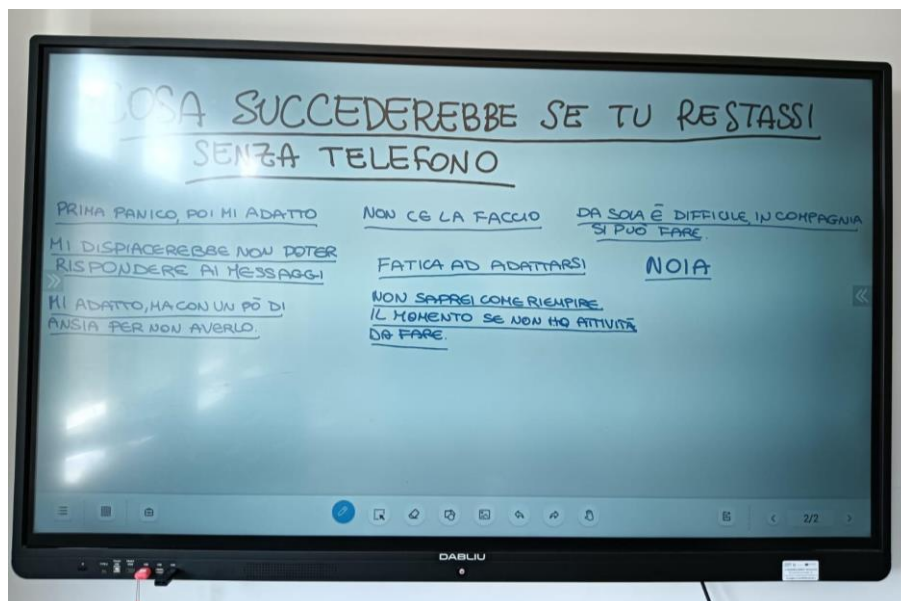 COSA SUCCEDEREBBE SE TU RESTASSI
SENZA TELEFONO
PRIMA PANICO, POI MI ADATTO
MI DISPIACEREBBE NON POTER
RISPONDERE AI MESSAGGI
MI ADATTO, MA CON UN PÒ DI
ANSIA PER NON AVERLO.
NON CE LA FACCIO
FATICA AD ADATTARSI
NON SAPREI COME RIEMPIRE
IL MOMENTO SE NON HO ATTIVITÀ
DA FARE.
DA SOLA È DIFFICILE, IN COMPAGNIA
SI PUÒ FARE.
NOIA
2/2
DABLIU